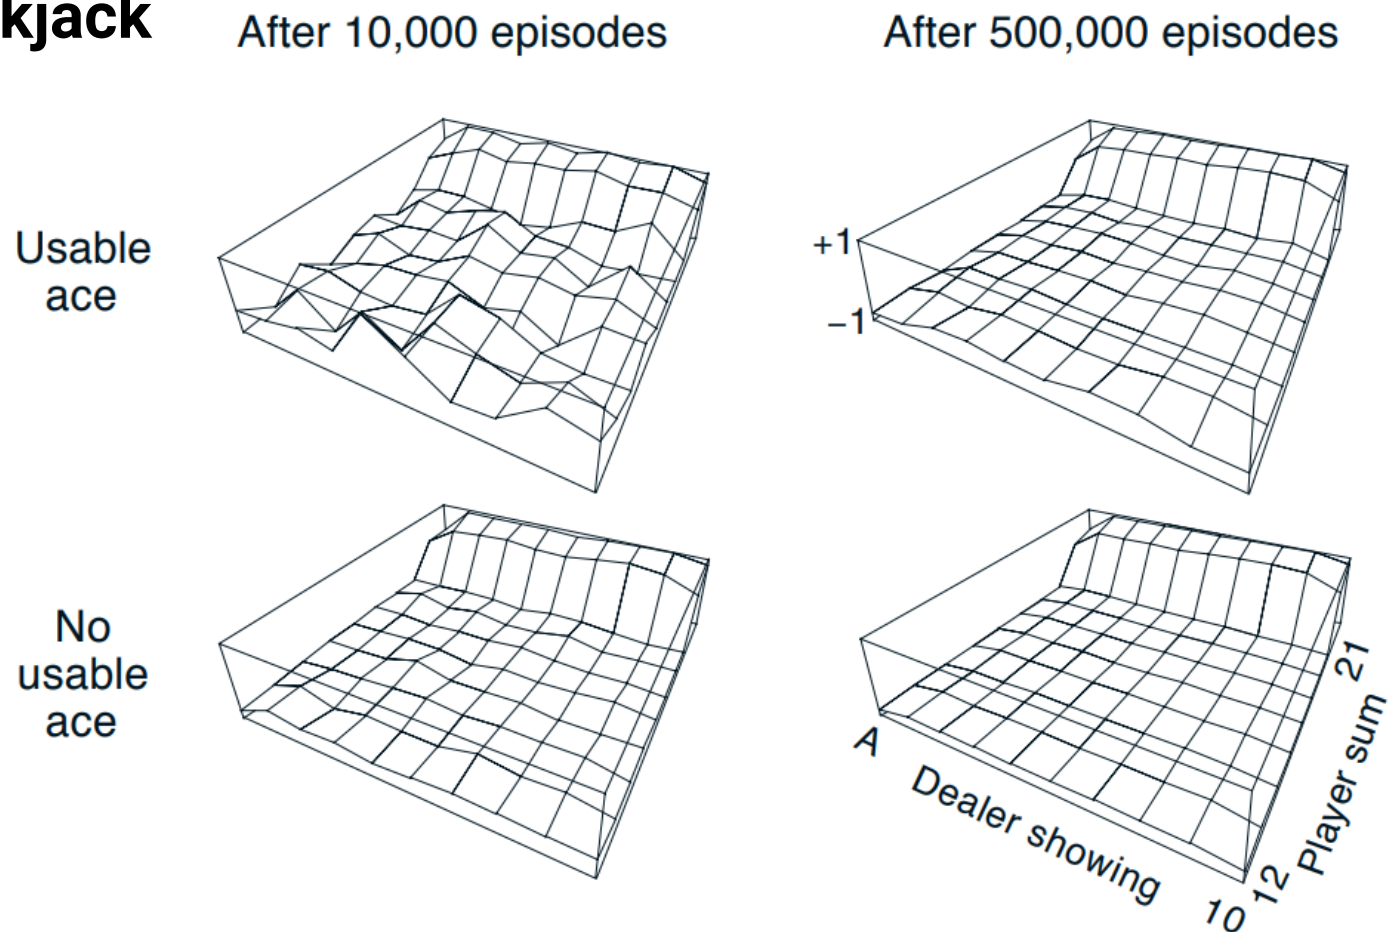 kjack
After 10,000 episodes
After 500,000 episodes
Usable
ace
+1
−1
No
usable
ace
A
Dealer showing
10
12
Player sum
21